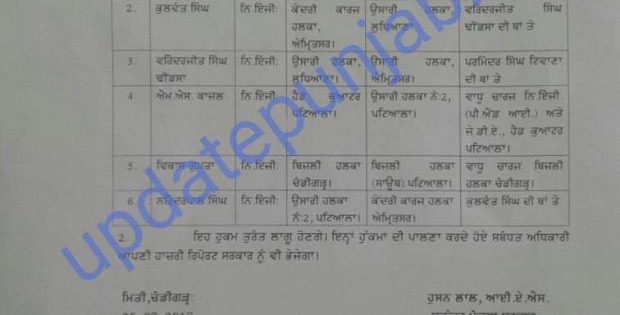 2. ਕੁਲਵੰਤ ਸਿੰਘ ਨਿ ਇੰਜੀ: ਕੇਂਦਰੀ ਕਾਰਜ ਉਸਾਰੀ ਹਲਕਾ, ਵਰਿੰਦਰਜੀਤ ਸਿੰਘ
ਹਲਕਾ, ਲੁਧਿਆਣਾ ਢੀਂਡਸਾ ਦੀ ਥਾਂ ਤੇ
ਅੰਮ੍ਰਿਤਸਰ।
3. ਵਰਿੰਦਰਜੀਤ ਸਿੰਘ ਨਿ.ਇੰਜੀ: ਉਸਾਰੀ ਹਲਕਾ, ਉਸਾਰੀ ਹਲਕਾ, ਪਰਮਿੰਦਰ ਸਿੰਘ ਟਿਵਾਣਾ
ਢੀਂਡਸਾ ਲੁਧਿਆਣਾ। ਅੰਮ੍ਰਿਤਸਰ। ਦੀ ਥਾਂ ਤੇ
4. ਐਮ.ਐਸ. ਕਾਜਲ ਨਿ.ਇੰਜੀ: ਹੈਡ ਕੁਆਟਰ ਉਸਾਰੀ ਹਲਕਾ ਨੰ:2, ਵਾਧੂ ਚਾਰਜ ਨਿ ਇੰਜੀ
ਪਟਿਆਲਾ। ਪਟਿਆਲਾ। (ਪੀ.ਐਂਡ ਆਈ.) ਅਤੇ
ਜੇ.ਡੀ.ਏ., ਹੈਡ ਕੁਆਟਰ
ਪਟਿਆਲਾ।
5. ਵਿਕਾਸ ਗੁਪਤਾ ਨਿ.ਇੰਜੀ: ਬਿਜਲੀ ਹਲਕਾ ਬਿਜਲੀ ਹਲਕਾ ਵਾਧੂ ਚਾਰਜ ਬਿਜਲੀ
ਚੰਡੀਗੜ੍ਹ। (ਸਾਊਥ) ਪਟਿਆਲਾ। ਹਲਕਾ ਚੰਡੀਗੜ੍ਹ।
6. ਨਰਿੰਦਰਪਾਲ ਸਿੰਘ ਨਿ.ਇੰਜੀ: ਉਸਾਰੀ ਹਲਕਾ ਕੇਂਦਰੀ ਕਾਰਜ ਹਲਕਾ ਕੁਲਵੰਤ ਸਿੰਘ ਦੀ ਥਾਂ ਤੇ
ਨੰ:2, ਪਟਿਆਲਾ। ਅੰਮ੍ਰਿਤਸਰ
2. ਇਹ ਹੁਕਮ ਤੁਰੰਤ ਲਾਗੂ ਹੋਣਗੇ। ਇਨ੍ਹਾਂ ਹੁੱਕਮਾਂ ਦੀ ਪਾਲਣਾ ਕਰਦੇ ਹੋਏ ਸਬੰਧਤ ਅਧਿਕਾਰੀ
ਆਪਣੀ ਹਾਜ਼ਰੀ ਰਿਪੋਰਟ ਸਰਕਾਰ ਨੂੰ ਵੀ ਭੇਜੇਗਾ।
ਮਿਤੀ,ਚੰਡੀਗੜ੍ਹ: ਹੁਸਨ ਲਾਲ, ਆਈ.ਏ.ਐਸ.
updatepunjab.